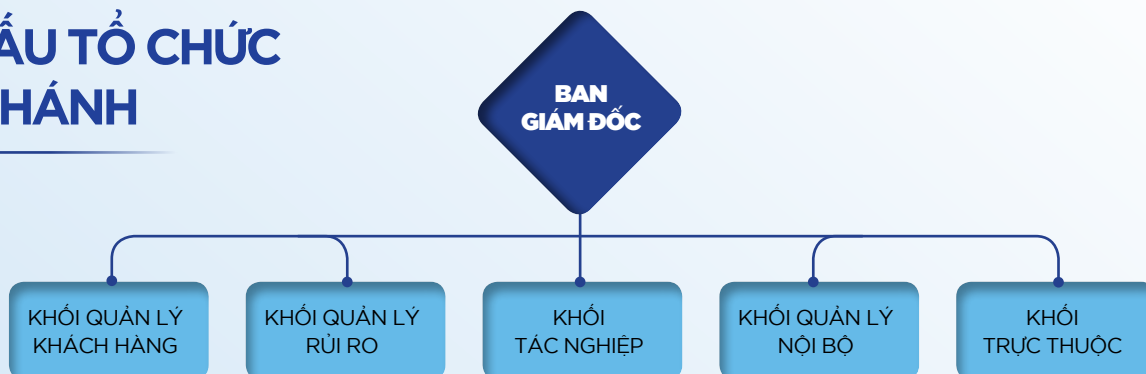 ẤU TỔ CHỨC
HÁNH
BAN
GIÁM ĐỐC
KHỐI QUẢN LÝ
KHÁCH HÀNG
KHỐI QUẢN LÝ
RỦI RO
KHỐI
TÁC NGHIỆP
KHỐI QUẢN LÝ
NỘI BỘ
KHỐI
TRỰC THUỘC